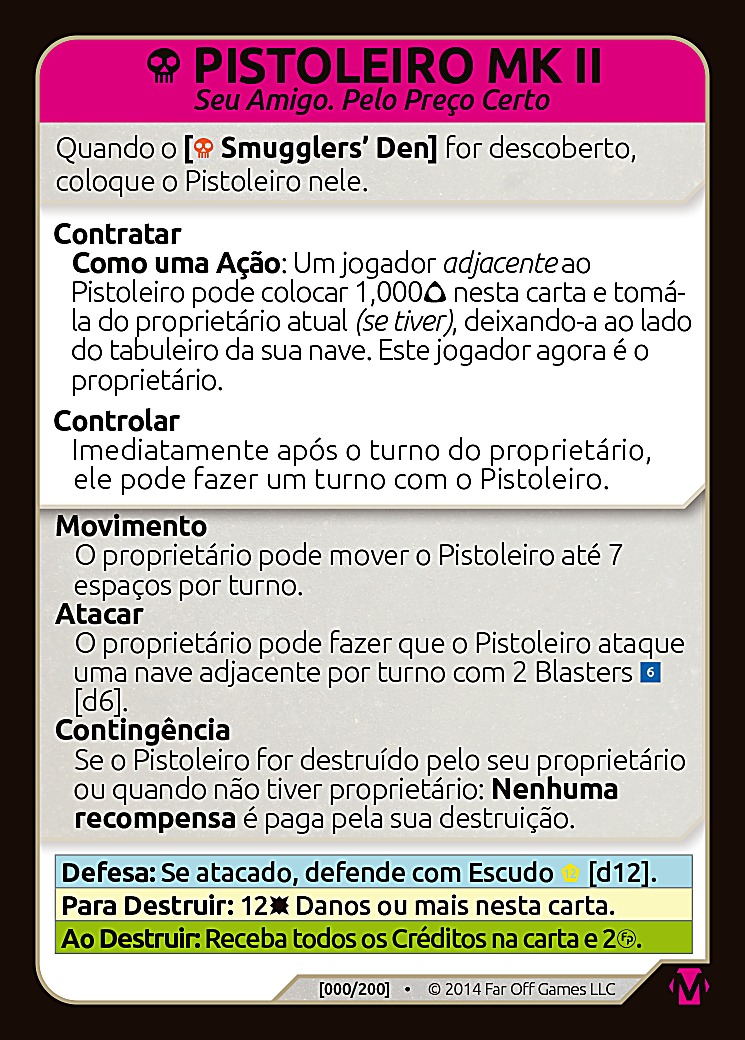 PISTOLEIRO MK II
Seu Amigo. Pelo Preço Certo
Quando o [ Smugglers’ Den] for descoberto,
coloque o Pistoleiro nele.
Contratar
Como uma Ação: Um jogador adjacente ao
Pistoleiro pode colocar 1,000 nesta carta e tomá-
la do proprietário atual (se tiver), deixando-a ao lado
do tabuleiro da sua nave. Este jogador agora é o
proprietário.
Controlar
Imediatamente após o turno do proprietário,
ele pode fazer um turno com o Pistoleiro.
Movimento
O proprietário pode mover o Pistoleiro até 7
espaços por turno.
Atacar
O proprietário pode fazer que o Pistoleiro ataque
uma nave adjacente por turno com 2 Blasters 6
[d6].
Contingência
Se o Pistoleiro for destruído pelo seu proprietário
ou quando não tiver proprietário: Nenhuma
recompensa é paga pela sua destruição.
Defesa: Se atacado, defende com Escudo 12 [d12].
Para Destruir: 12 Danos ou mais nesta carta.
Ao Destruir: Receba todos os Créditos na carta e 2 FP.
[000/200] • © 2014 Far Off Games LLC
M